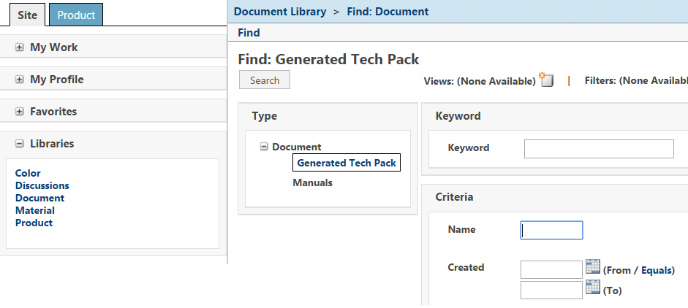 Site Product
My Work
My Profile
Favorites
Libraries
Color
Discussions
Document
Material
Product
Document Library > Find: Document
Find
Find: Generated Tech Pack
Search
Views: (None Available) | Filters: (None Availab
Type
Document
Generated Tech Pack
Manuals
Keyword
Keyword
Criteria
Name
Created
(From / Equals)
(To)